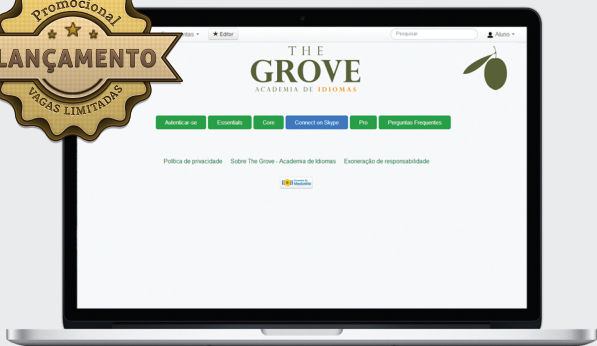 Promocional
LANÇAMENTO
VAGAS LIMITADAS
Editor
Pesquisar
Aluno
THE
GROVE
ACADEMIA DE IDIOMAS
Autenticar-se
Essentials
Core
Connect on Skype
Pro
Perguntas Frequentes
Política de privacidade
Sobre The Grove - Academia de Idiomas
Exoneração de responsabilidade